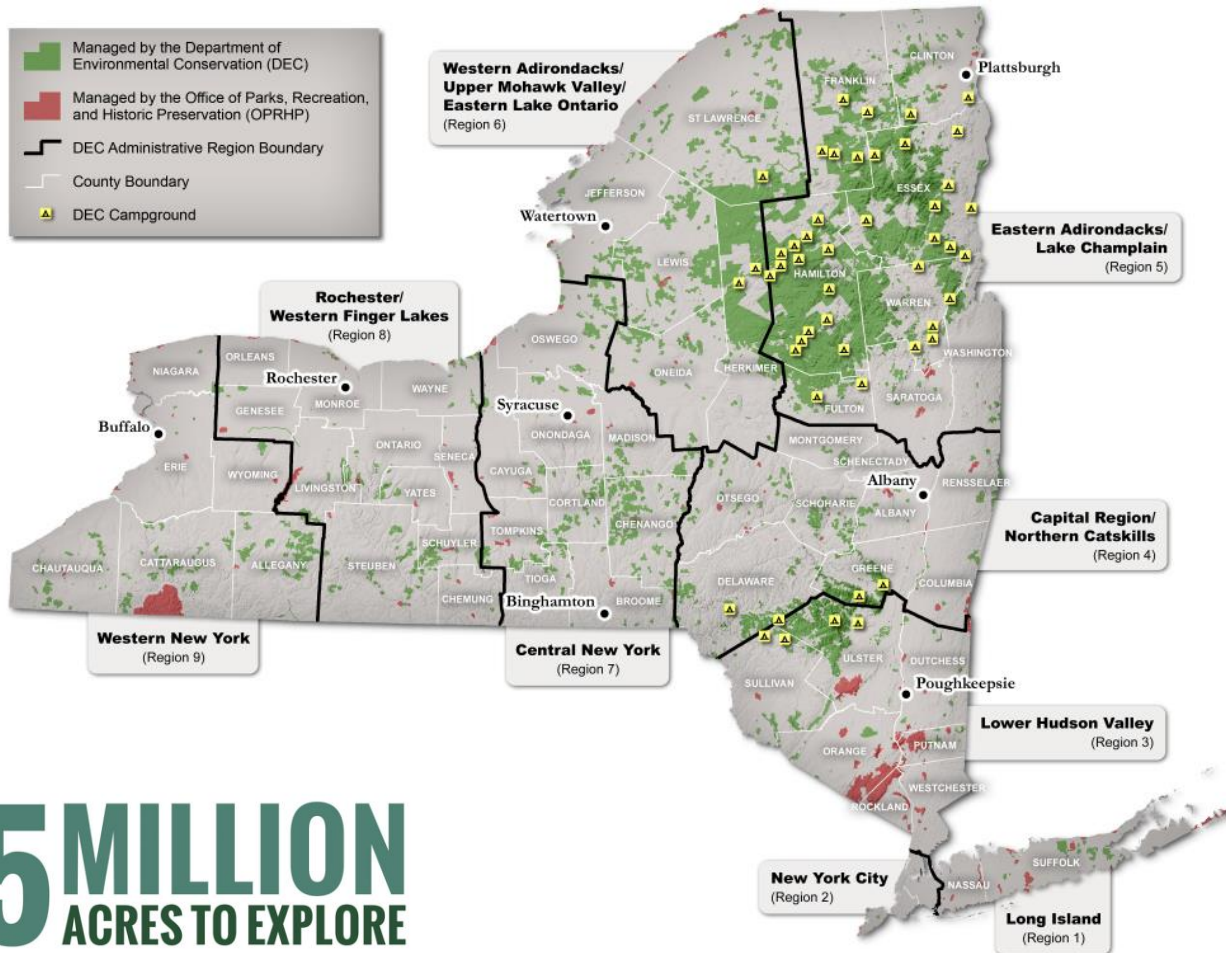 Managed by the Department of
Environmental Conservation (DEC)
Managed by the Office of Parks, Recreation,
and Historic Preservation (OPRHP)
DEC Administrative Region Boundary
County Boundary
DEC Campground
Western Adirondacks/
Upper Mohawk Valley/
Eastern Lake Ontario
(Region 6)
CLINTON
Plattsburgh
FRANKLIN
ST LAWRENCE
ESSEX
JEFFERSON
Watertown
Eastern Adirondacks/
Lake Champlain
(Region 5)
LEWIS
HAMILTON
WARREN
Rochester/
Western Finger Lakes
(Region 8)
OSWEGO
ONEIDA
HERKIMER
WASHINGTON
SARATOGA
FULTON
NIAGARA
ORLEANS
Rochester
MONROE
WAYNE
GENESEE
Syracuse
ONONDAGA
MADISON
Buffalo
ERIE
WYOMING
LIVINGSTON
ONTARIO
SENECA
YATES
CAYUGA
MONTGOMERY
SCHENECTADY
Albany
RENSSELAER
OTSEGO
SCHOHARIE
ALBANY
CORTLAND
CHENANGO
TOMPKINS
SCHUYLER
Capital Region/
Northern Catskills
(Region 4)
CHAUTAUQUA
CATTARAUGUS
ALLEGANY
STEUBEN
CHEMUNG
TIOGA
Binghamton
BROOME
DELAWARE
GREENE
COLUMBIA
Western New York
(Region 9)
Central New York
(Region 7)
ULSTER
DUTCHESS
SULLIVAN
Poughkeepsie
Lower Hudson Valley
(Region 3)
ORANGE
PUTNAM
WESTCHESTER
ROCKLAND
5 MILLION
ACRES TO EXPLORE
New York City
(Region 2)
NASSAU
SUFFOLK
Long Island
(Region 1)